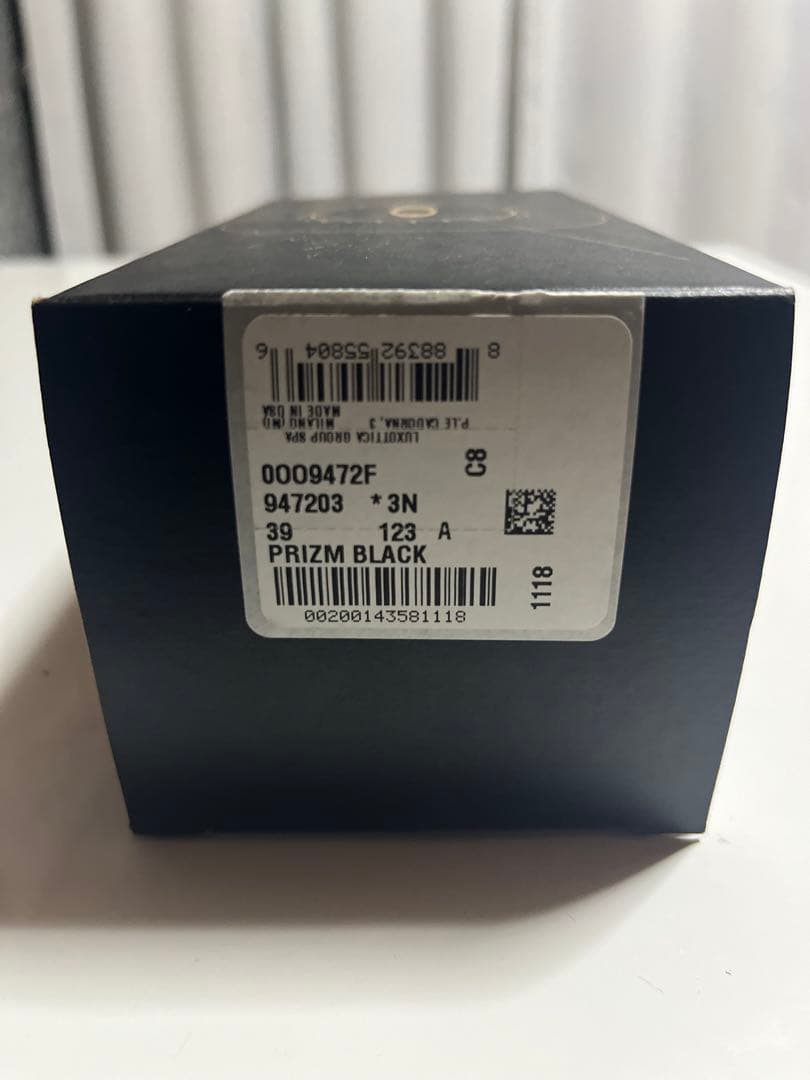 8 88392 55804 6
LUXOTTICA GROUP SPA
P.LE CADORNA, 3 MILANO (MI)
MADE IN USA
C8
0OO9472F
947203 *3N
39 123 A
PRIZM BLACK
1118
00200143581118